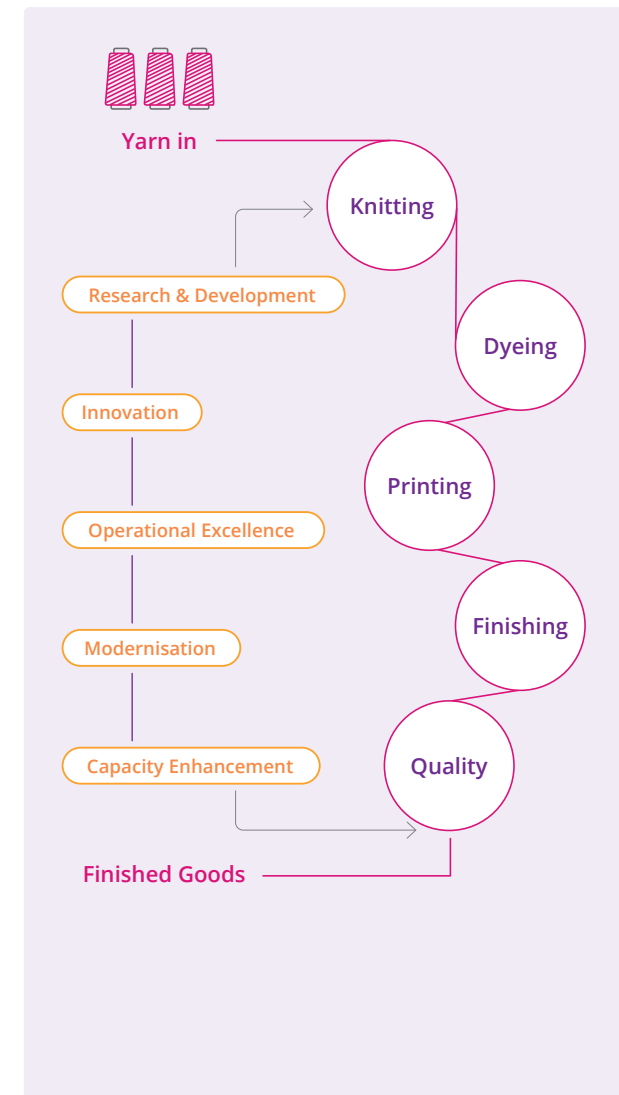 Yarn in
Knitting
Research & Development
Dyeing
Innovation
Printing
Operational Excellence
Finishing
Modernisation
Capacity Enhancement
Quality
Finished Goods